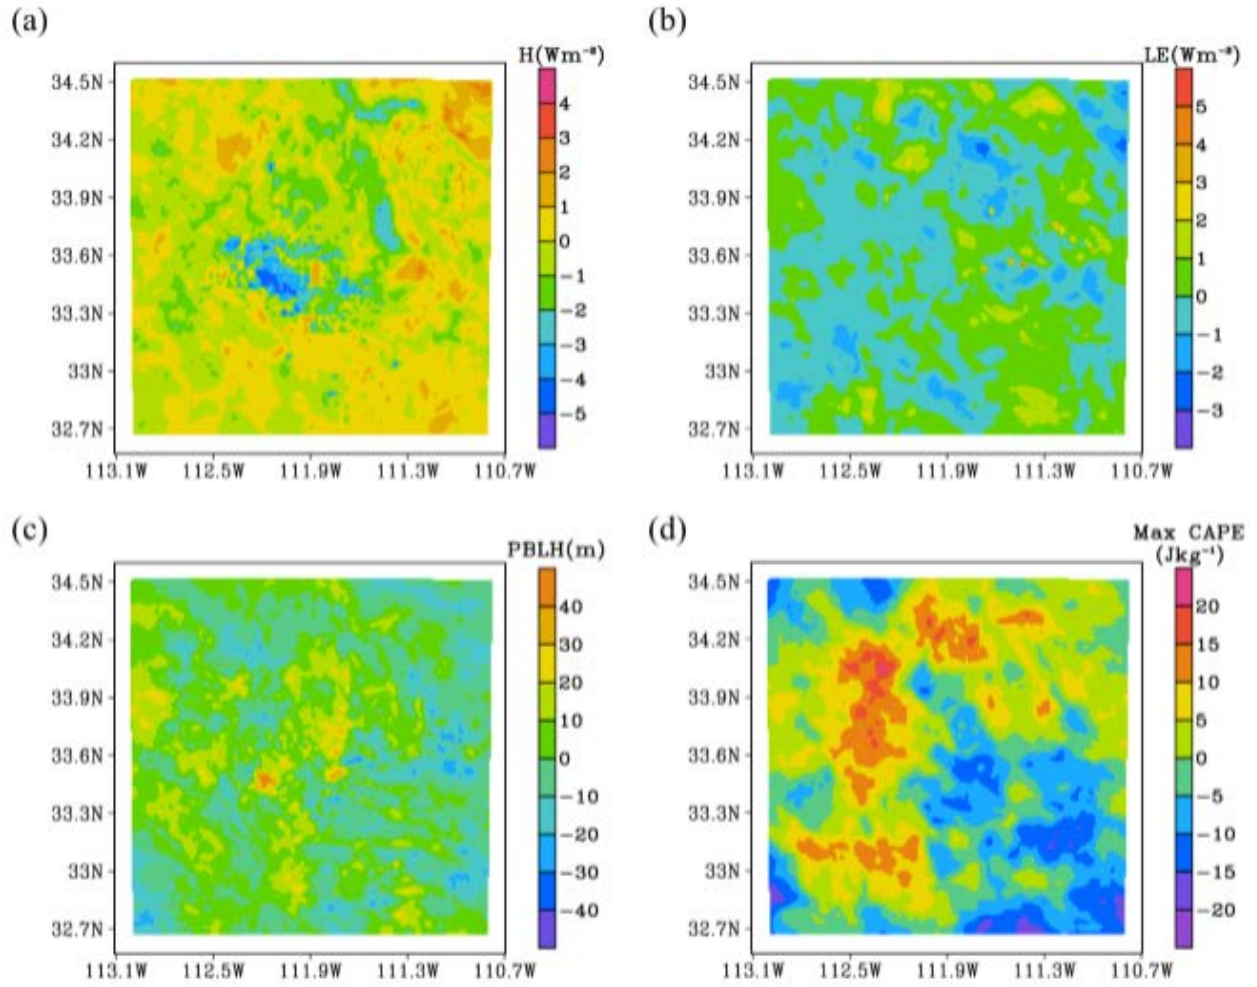 (a)
H(Wm⁻²)
34.5N
34.2N
33.9N
33.6N
33.3N
33N
32.7N
113.1W 112.5W 111.9W 111.3W 110.7W
4
3
2
1
0
−1
−2
−3
−4
−5
(b)
LE(Wm⁻²)
34.5N
34.2N
33.9N
33.6N
33.3N
33N
32.7N
113.1W 112.5W 111.9W 111.3W 110.7W
5
4
3
2
1
0
−1
−2
−3
(c)
PBLH(m)
34.5N
34.2N
33.9N
33.6N
33.3N
33N
32.7N
113.1W 112.5W 111.9W 111.3W 110.7W
40
30
20
10
0
−10
−20
−30
−40
(d)
Max CAPE
(Jkg⁻¹)
34.5N
34.2N
33.9N
33.6N
33.3N
33N
32.7N
113.1W 112.5W 111.9W 111.3W 110.7W
20
15
10
5
0
−5
−10
−15
−20